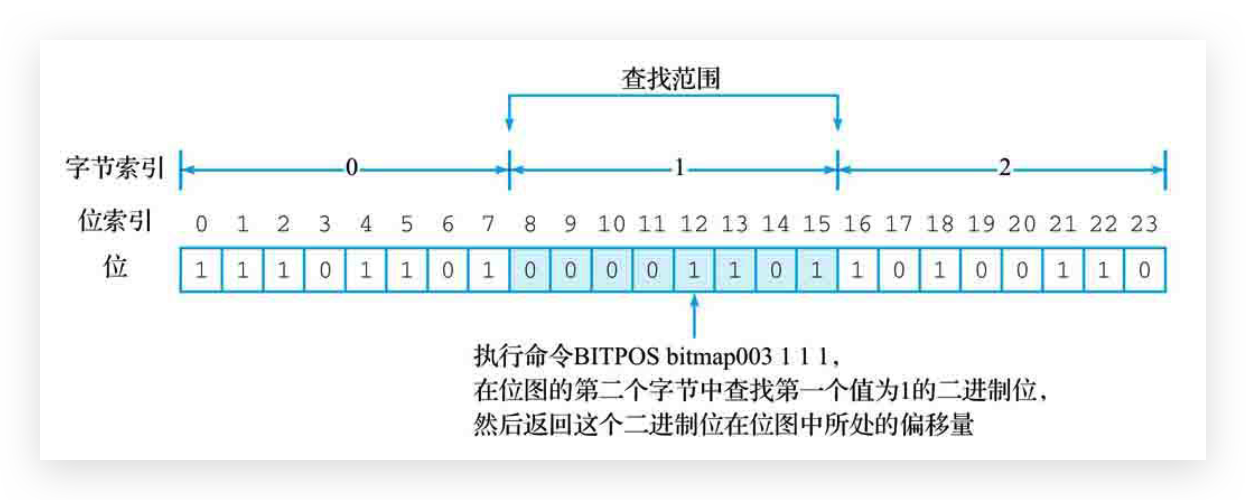 查找范围
字节索引 0 1 2
位索引 0 1 2 3 4 5 6 7 8 9 10 11 12 13 14 15 16 17 18 19 20 21 22 23
位 1 1 1 0 1 1 0 1 0 0 0 0 1 1 0 1 1 0 1 0 0 1 1 0
执行命令BITPOS bitmap003 1 1 1,
在位图的第二个字节中查找第一个值为1的二进制位,
然后返回这个二进制位在位图中所处的偏移量